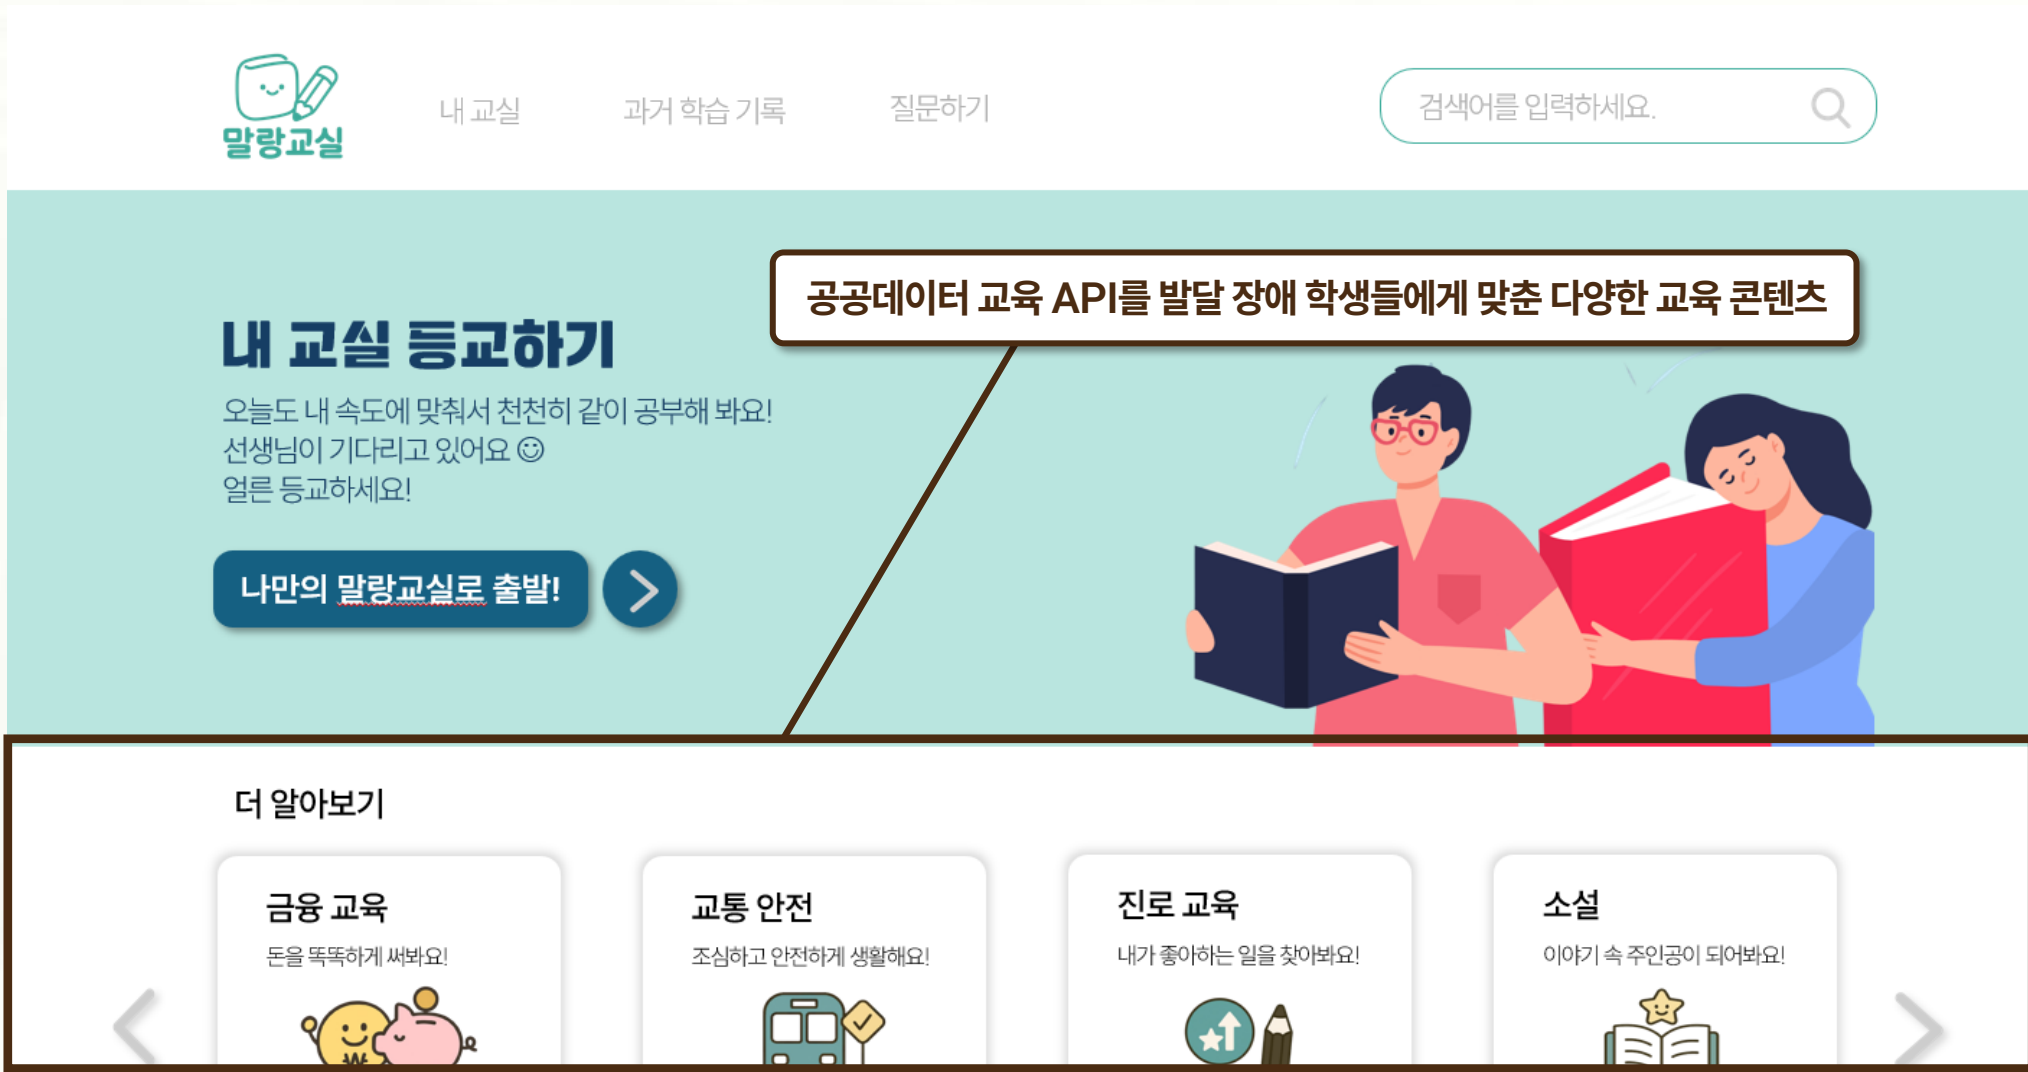 말랑교실
내 교실
과거 학습 기록
질문하기
검색어를 입력하세요.
공공데이터 교육 API를 발달 장애 학생들에게 맞춘 다양한 교육 콘텐츠
내 교실 등교하기
오늘도 내 속도에 맞춰서 천천히 같이 공부해 봐요!
선생님이 기다리고 있어요 ☺
얼른 등교하세요!
나만의 말랑교실로 출발!
더 알아보기
금융 교육
돈을 똑똑하게 써봐요!
₩
교통 안전
조심하고 안전하게 생활해요!
진로 교육
내가 좋아하는 일을 찾아봐요!
소설
이야기 속 주인공이 되어봐요!